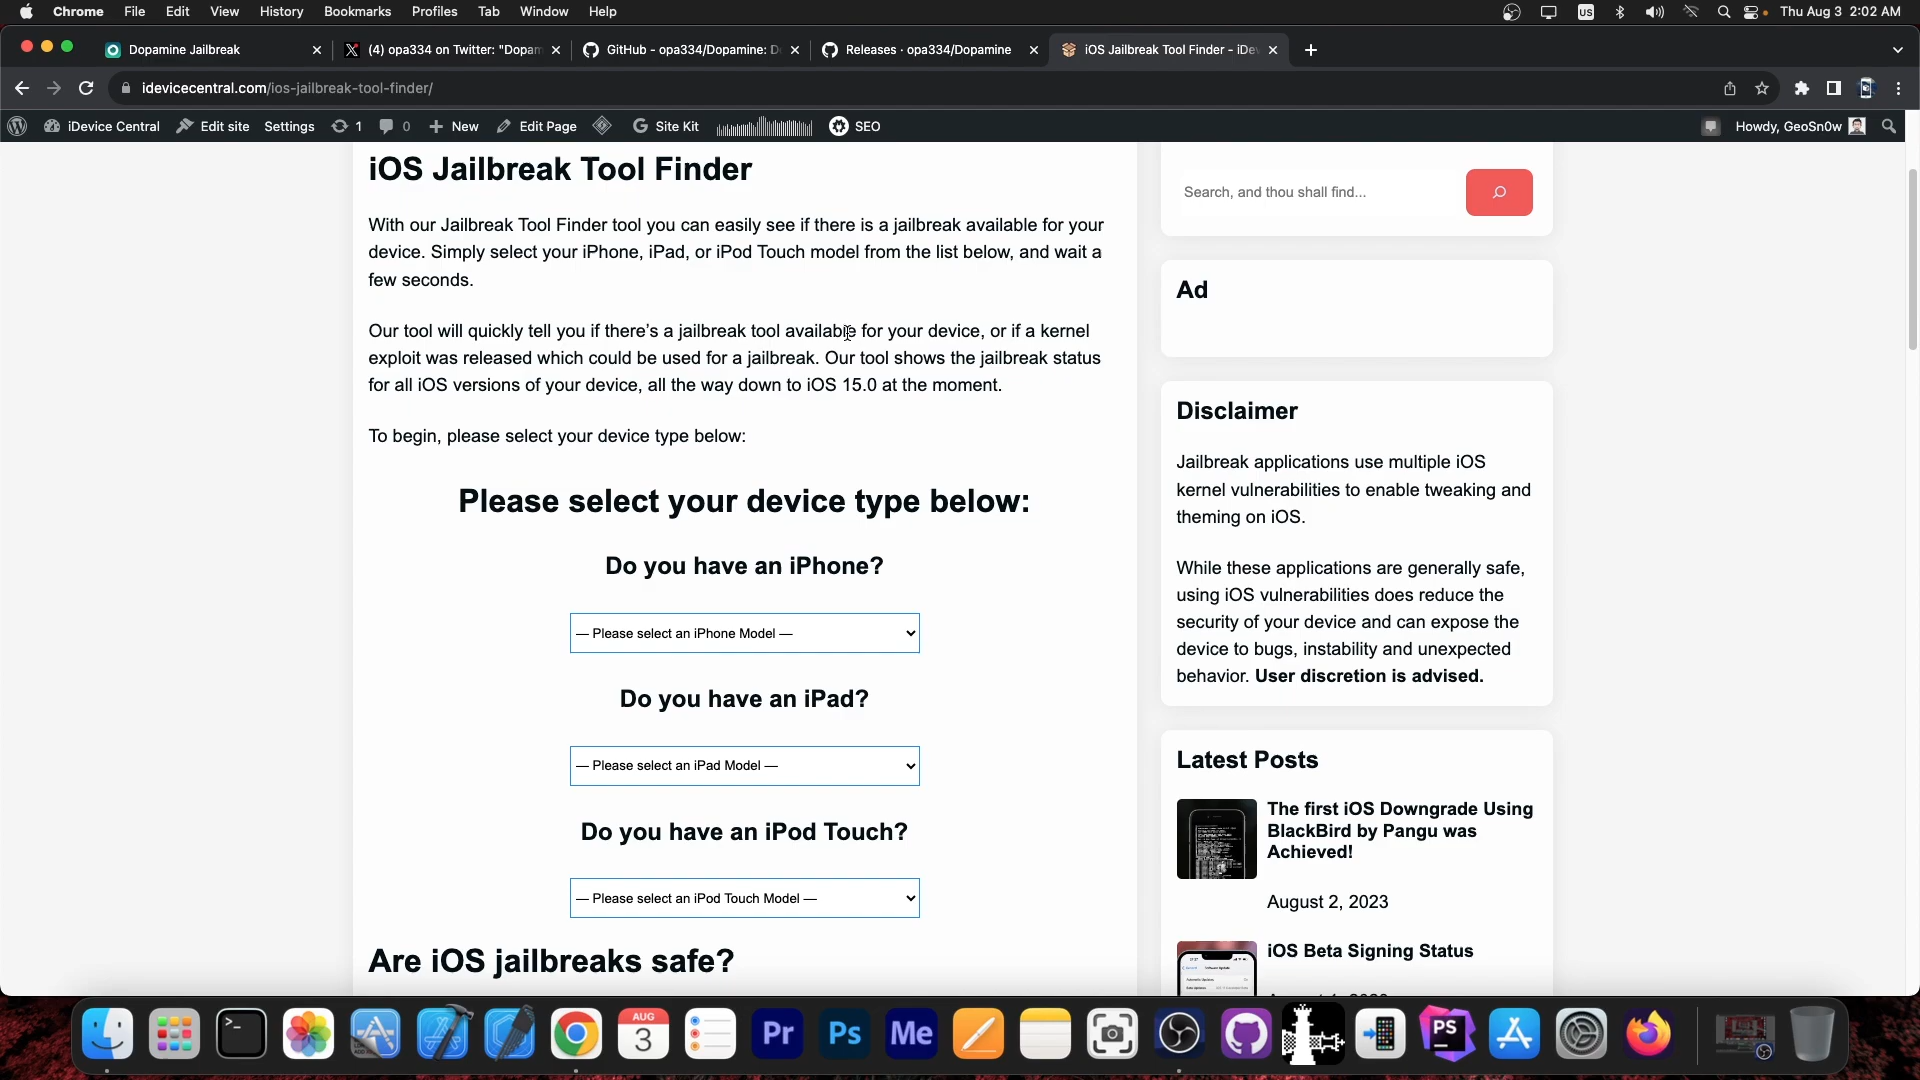 Chrome File Edit View History Bookmarks Profiles Tab Window Help
US
Thu Aug 3 2:02 AM
Dopamine Jailbreak
(4) opa334 on Twitter: "Dopam
GitHub - opa334/Dopamine: D
Releases · opa334/Dopamine
iOS Jailbreak Tool Finder - iDev
idevicecentral.com/ios-jailbreak-tool-finder/
iDevice Central Edit site Settings 1 0 New Edit Page Site Kit SEO
Howdy, GeoSn0w
iOS Jailbreak Tool Finder
With our Jailbreak Tool Finder tool you can easily see if there is a jailbreak available for your
device. Simply select your iPhone, iPad, or iPod Touch model from the list below, and wait a
few seconds.
Our tool will quickly tell you if there's a jailbreak tool available for your device, or if a kernel
exploit was released which could be used for a jailbreak. Our tool shows the jailbreak status
for all iOS versions of your device, all the way down to iOS 15.0 at the moment.
To begin, please select your device type below:
Please select your device type below:
Do you have an iPhone?
— Please select an iPhone Model —
Do you have an iPad?
— Please select an iPad Model —
Do you have an iPod Touch?
— Please select an iPod Touch Model —
Are iOS jailbreaks safe?
Search, and thou shall find...
Ad
Disclaimer
Jailbreak applications use multiple iOS
kernel vulnerabilities to enable tweaking and
theming on iOS.
While these applications are generally safe,
using iOS vulnerabilities does reduce the
security of your device and can expose the
device to bugs, instability and unexpected
behavior. User discretion is advised.
Latest Posts
The first iOS Downgrade Using
BlackBird by Pangu was
Achieved!
August 2, 2023
iOS Beta Signing Status
AUG
3
Pr
Ps
Me
PS